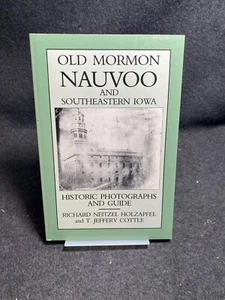 OLD MORMON
NAUVOO
AND
SOUTHEASTERN IOWA
HISTORIC PHOTOGRAPHS
AND GUIDE
RICHARD NEITZEL HOLZAPFEL
and T. JEFFERY COTTLE